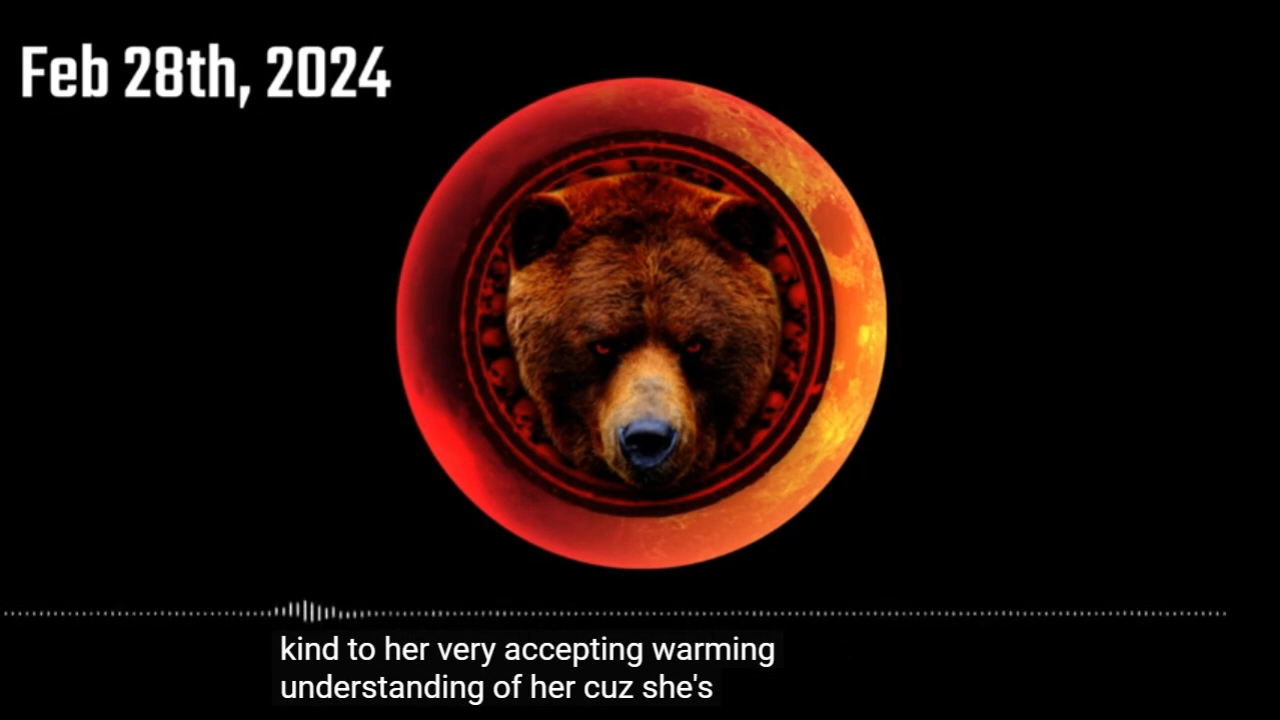 Feb 28th, 2024
kind to her very accepting warming
understanding of her cuz she's